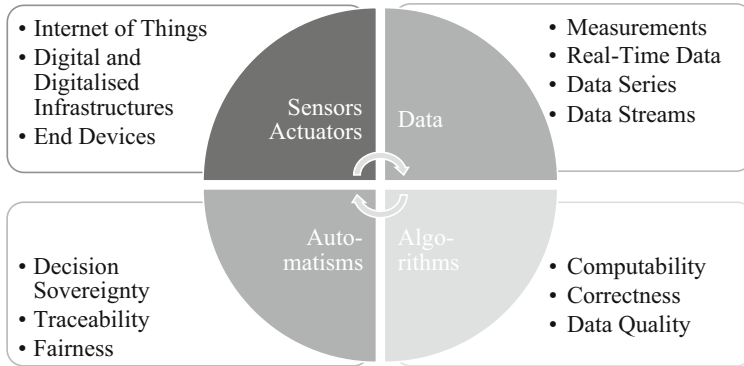 • Internet of Things
• Digital and
Digitalised
Infrastructures
• End Devices
Sensors
Actuators
Data
• Measurements
• Real-Time Data
• Data Series
• Data Streams
• Decision
Sovereignty
• Traceability
• Fairness
Auto-
matisms
Algo-
rithms
• Computability
• Correctness
• Data Quality